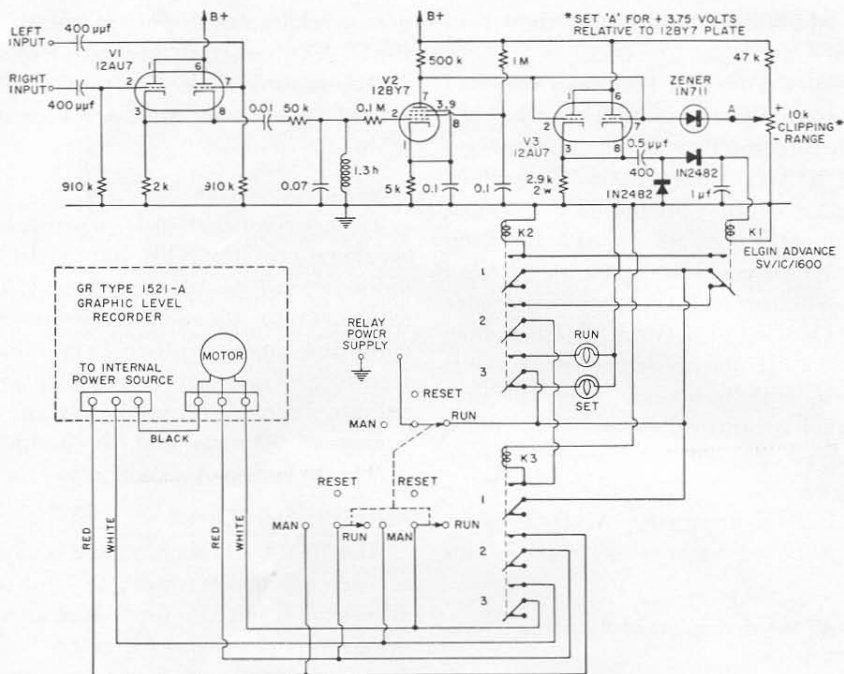 B+
B+
* SET "A" FOR + 3.75 VOLTS
RELATIVE TO 12BY7 PLATE
LEFT
INPUT
400 μμf
V1
12AU7
1
6
2
7
3
8
RIGHT
INPUT
400 μμf
910 k
2k
910 k
0.01
50 k
0.1 M
0.07
1.3h
V2
12BY7
500 k
1 M
7
3,9
2
8
1
5k
0.1
0.1
V3
12AU7
1
6
2
7
3
8
2.9k
2w
0.5 μμf
400
1N2482
1N2482
1μf
47 k
ZENER
1N711
A
+
10k
CLIPPING*
- RANGE
K2
K1
ELGIN ADVANCE
SV/1C/1600
1
2
3
RUN
SET
GR TYPE 1521-A
GRAPHIC LEVEL
RECORDER
MOTOR
TO INTERNAL
POWER SOURCE
BLACK
RED
WHITE
RED
WHITE
RELAY
POWER
SUPPLY
RESET
MAN
RUN
RESET
RESET
MAN
RUN
MAN
RUN
K3
1
2
3